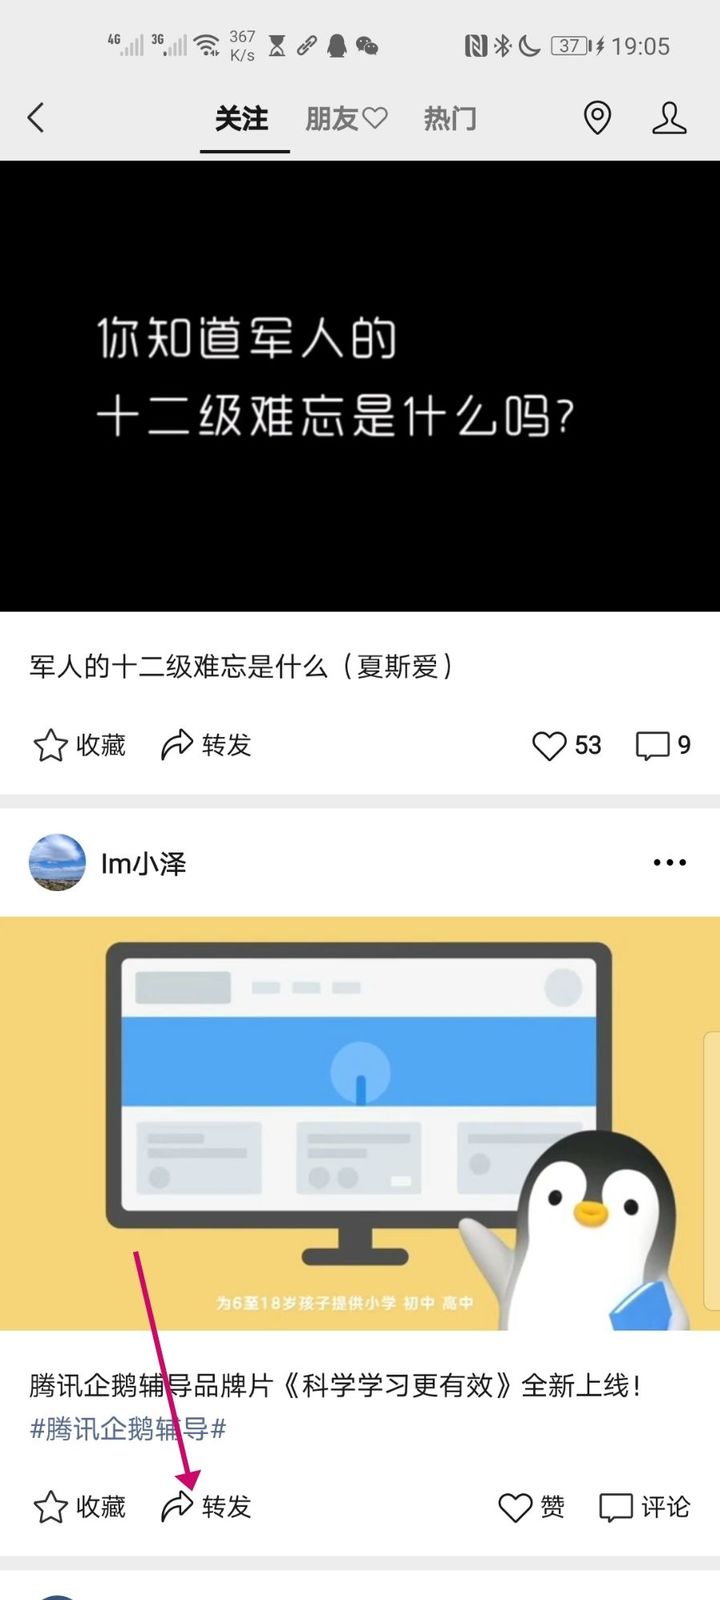 4G 3G 367 K/s 37 19:05
关注 朋友 热门
你知道军人的
十二级难忘是什么吗?
军人的十二级难忘是什么（夏斯爱）
收藏 转发 53 9
Im小泽
为6至18岁孩子提供小学 初中 高中
腾讯企鹅辅导品牌片《科学学习更有效》全新上线！
#腾讯企鹅辅导#
收藏 转发 赞 评论